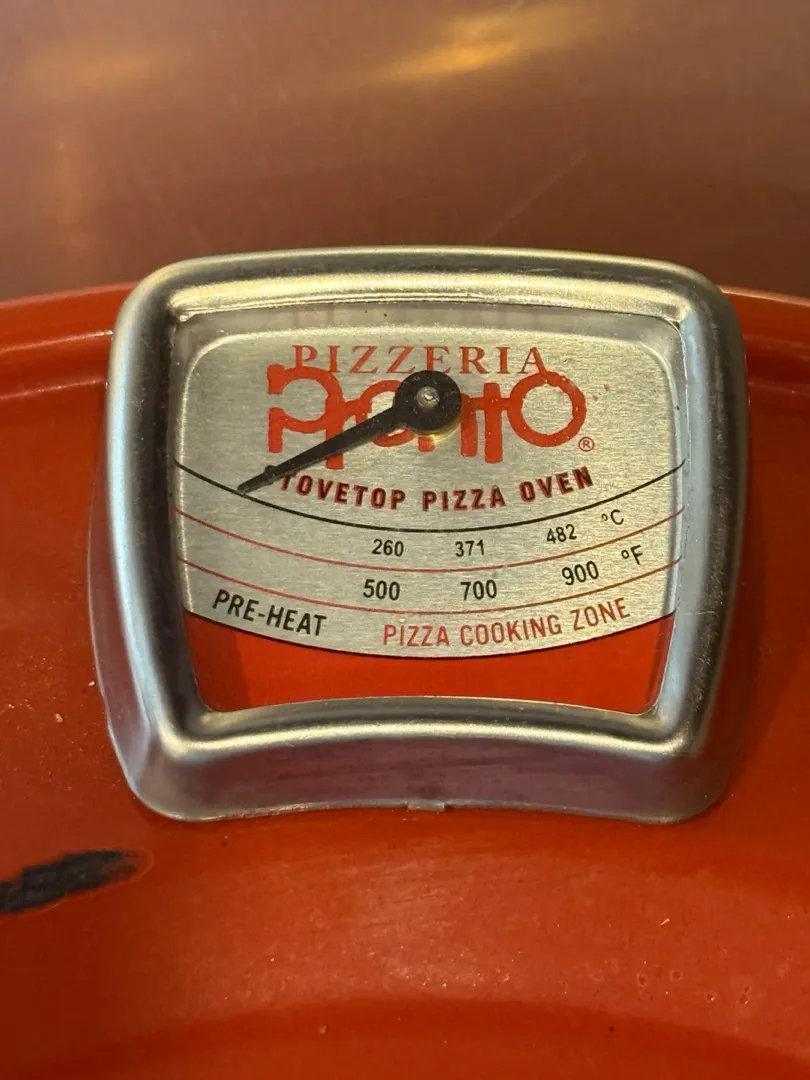 PIZZERIA
Pronto®
STOVETOP PIZZA OVEN
260 371 482 °C
500 700 900 °F
PRE-HEAT PIZZA COOKING ZONE